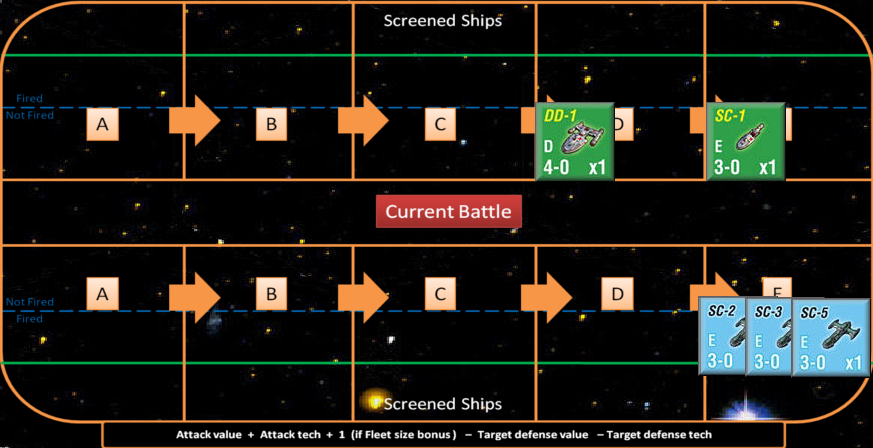 Screened Ships
Fired
Not Fired
A
B
C
D
DD-1
D
4-0 x1
SC-1
E
3-0 x1
Current Battle
A
B
C
D
E
Not Fired
Fired
SC-2
E
3-0
SC-3
E
3-0
SC-5
E
3-0 x1
Screened Ships
Attack value + Attack tech + 1 (if Fleet size bonus) – Target defense value – Target defense tech